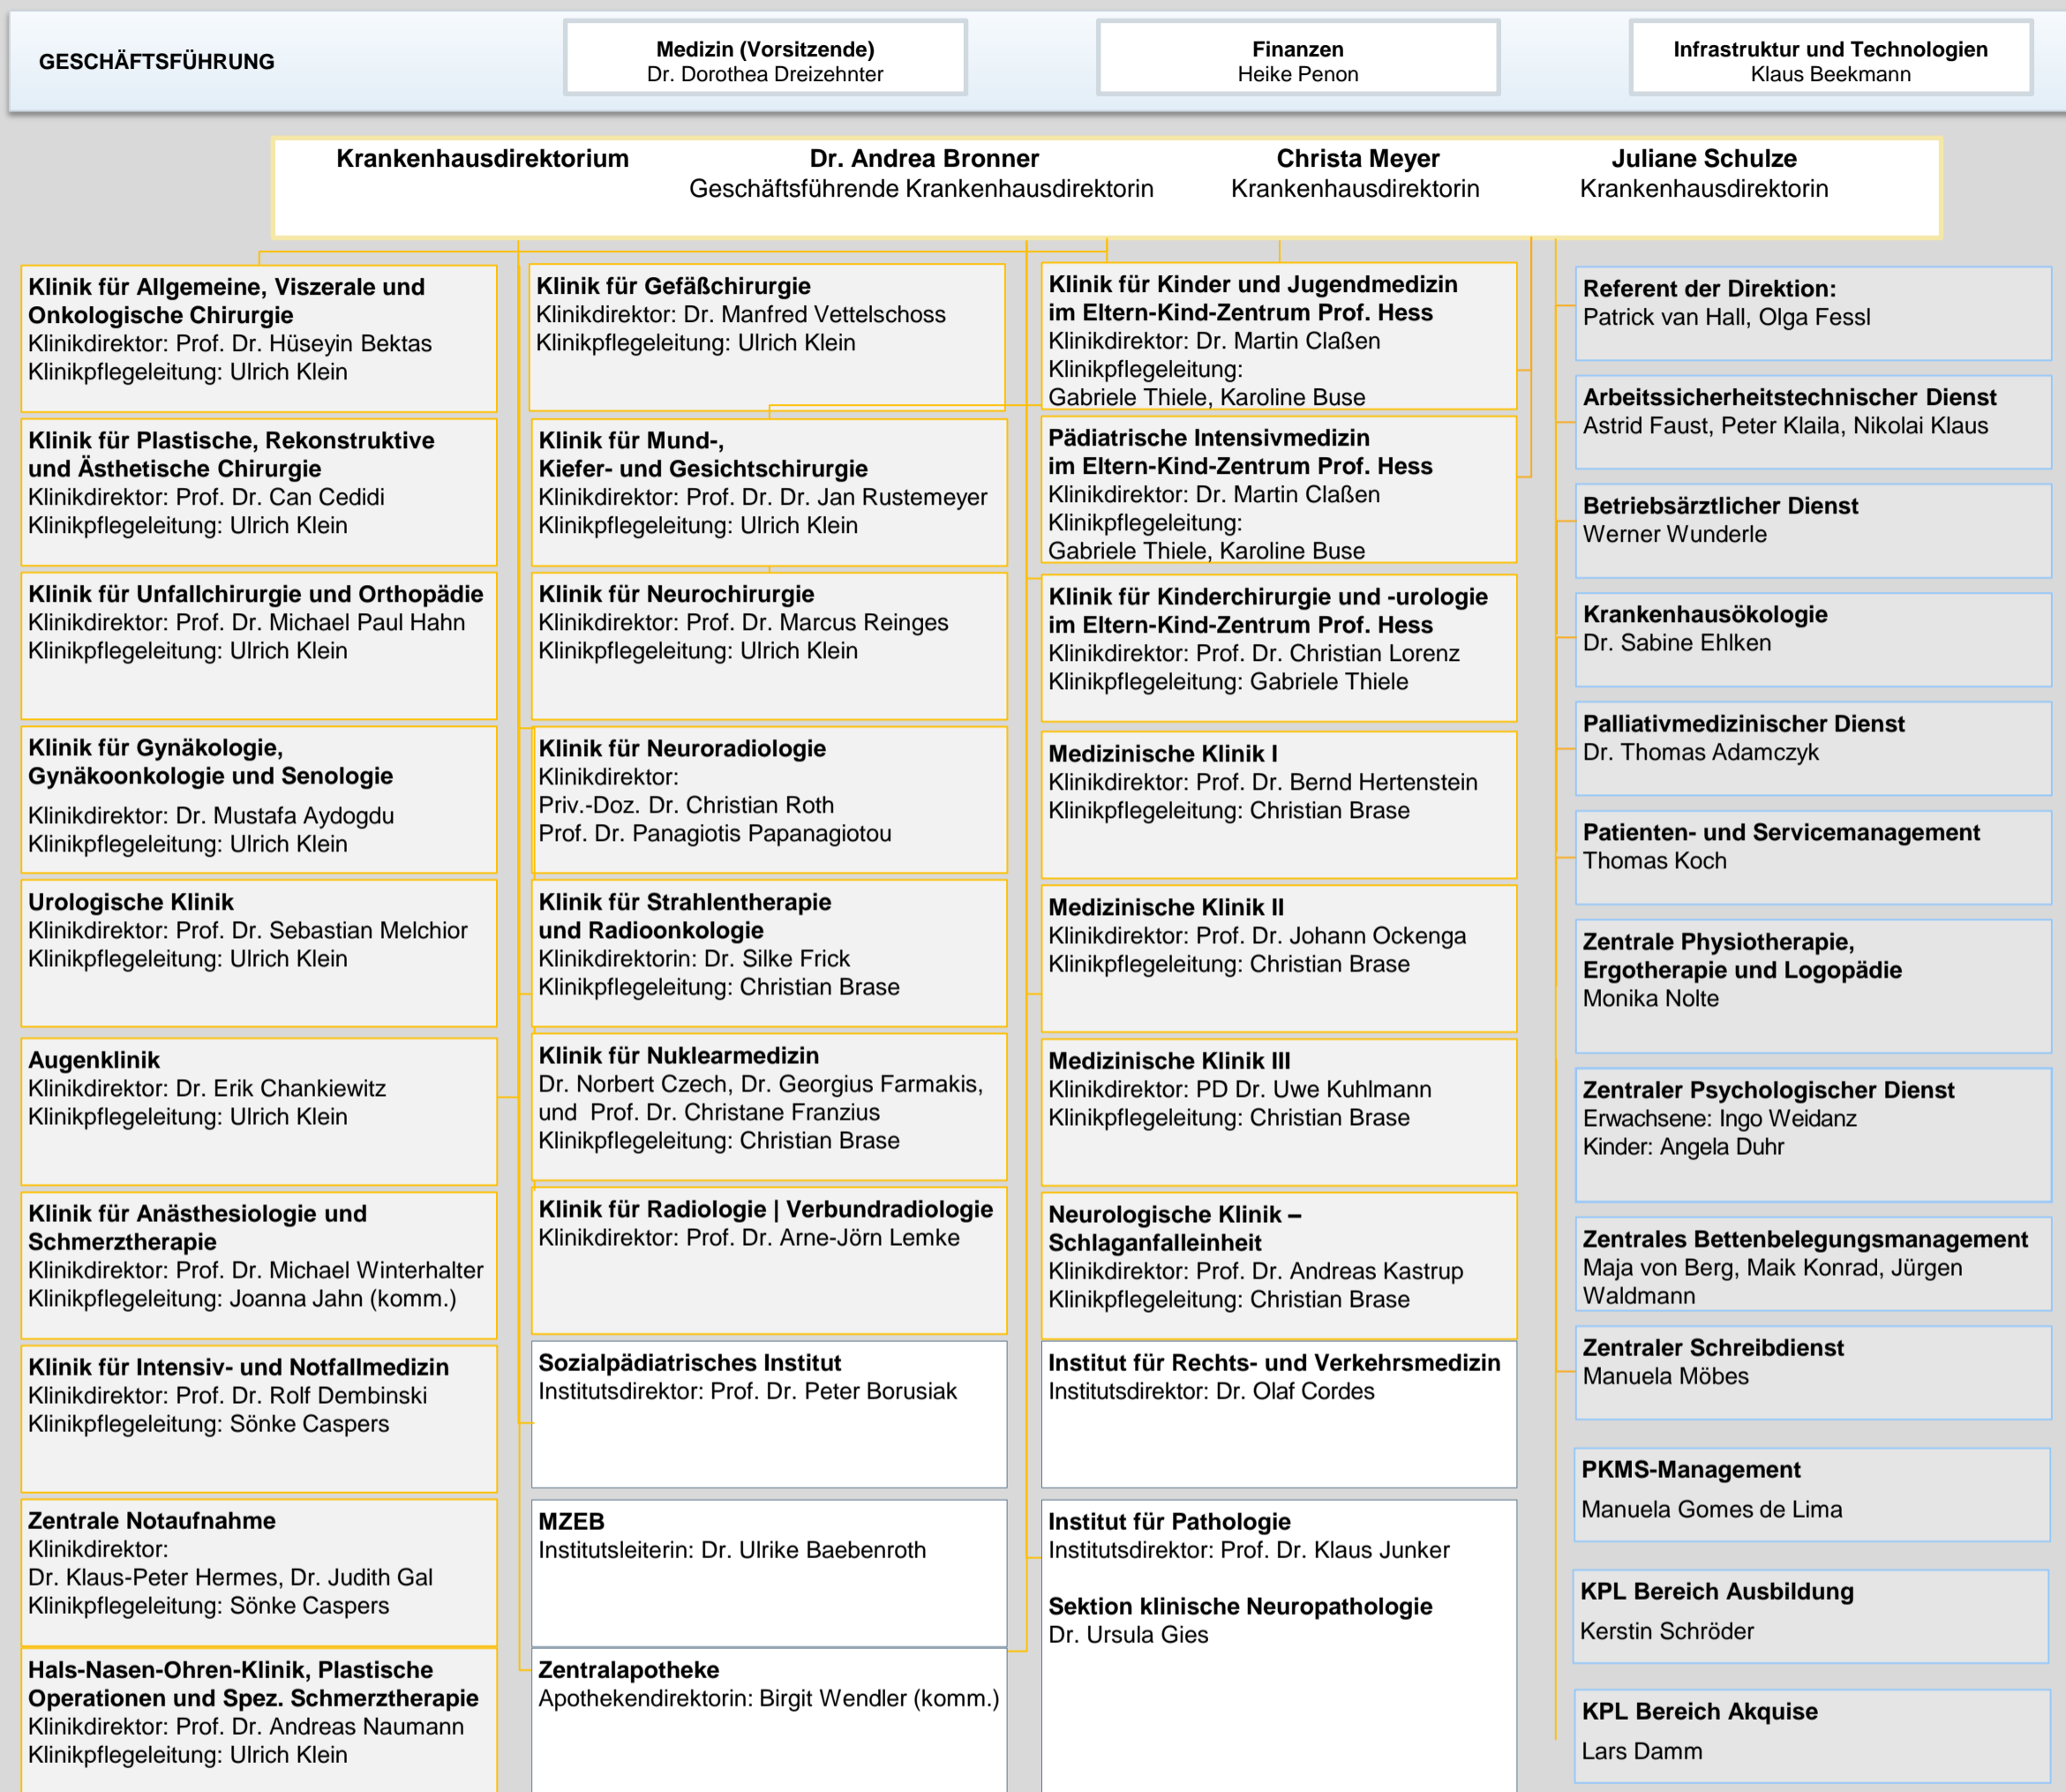 GESCHÄFTSFÜHRUNG
Medizin (Vorsitzende)
Dr. Dorothea Dreizehnter
Finanzen
Heike Penon
Infrastruktur und Technologien
Klaus Beekmann
Krankenhausdirektorium
Dr. Andrea Bronner
Geschäftsführende Krankenhausdirektorin
Christa Meyer
Krankenhausdirektorin
Juliane Schulze
Krankenhausdirektorin
Klinik für Allgemeine, Viszerale und
Onkologische Chirurgie
Klinikdirektor: Prof. Dr. Hüseyin Bektas
Klinikpflegeleitung: Ulrich Klein
Klinik für Plastische, Rekonstruktive
und Ästhetische Chirurgie
Klinikdirektor: Prof. Dr. Can Cedidi
Klinikpflegeleitung: Ulrich Klein
Klinik für Unfallchirurgie und Orthopädie
Klinikdirektor: Prof. Dr. Michael Paul Hahn
Klinikpflegeleitung: Ulrich Klein
Klinik für Gynäkologie,
Gynäkoonkologie und Senologie
Klinikdirektor: Dr. Mustafa Aydogdu
Klinikpflegeleitung: Ulrich Klein
Urologische Klinik
Klinikdirektor: Prof. Dr. Sebastian Melchior
Klinikpflegeleitung: Ulrich Klein
Augenklinik
Klinikdirektor: Dr. Erik Chankiewitz
Klinikpflegeleitung: Ulrich Klein
Klinik für Anästhesiologie und
Schmerztherapie
Klinikdirektor: Prof. Dr. Michael Winterhalter
Klinikpflegeleitung: Joanna Jahn (komm.)
Klinik für Intensiv- und Notfallmedizin
Klinikdirektor: Prof. Dr. Rolf Dembinski
Klinikpflegeleitung: Sönke Caspers
Zentrale Notaufnahme
Klinikdirektor:
Dr. Klaus-Peter Hermes, Dr. Judith Gal
Klinikpflegeleitung: Sönke Caspers
Hals-Nasen-Ohren-Klinik, Plastische
Operationen und Spez. Schmerztherapie
Klinikdirektor: Prof. Dr. Andreas Naumann
Klinikpflegeleitung: Ulrich Klein
Klinik für Gefäßchirurgie
Klinikdirektor: Dr. Manfred Vettelschoss
Klinikpflegeleitung: Ulrich Klein
Klinik für Mund-,
Kiefer- und Gesichtschirurgie
Klinikdirektor: Prof. Dr. Dr. Jan Rustemeyer
Klinikpflegeleitung: Ulrich Klein
Klinik für Neurochirurgie
Klinikdirektor: Prof. Dr. Marcus Reinges
Klinikpflegeleitung: Ulrich Klein
Klinik für Neuroradiologie
Klinikdirektor:
Priv.-Doz. Dr. Christian Roth
Prof. Dr. Panagiotis Papanagiotou
Klinik für Strahlentherapie
und Radioonkologie
Klinikdirektorin: Dr. Silke Frick
Klinikpflegeleitung: Christian Brase
Klinik für Nuklearmedizin
Dr. Norbert Czech, Dr. Georgius Farmakis,
und Prof. Dr. Christane Franzius
Klinikpflegeleitung: Christian Brase
Klinik für Radiologie | Verbundradiologie
Klinikdirektor: Prof. Dr. Arne-Jörn Lemke
Sozialpädiatrisches Institut
Institutsdirektor: Prof. Dr. Peter Borusiak
MZEB
Institutsleiterin: Dr. Ulrike Baebenroth
Zentralapotheke
Apothekendirektorin: Birgit Wendler (komm.)
Klinik für Kinder und Jugendmedizin
im Eltern-Kind-Zentrum Prof. Hess
Klinikdirektor: Dr. Martin Claßen
Klinikpflegeleitung:
Gabriele Thiele, Karoline Buse
Pädiatrische Intensivmedizin
im Eltern-Kind-Zentrum Prof. Hess
Klinikdirektor: Dr. Martin Claßen
Klinikpflegeleitung:
Gabriele Thiele, Karoline Buse
Klinik für Kinderchirurgie und -urologie
im Eltern-Kind-Zentrum Prof. Hess
Klinikdirektor: Prof. Dr. Christian Lorenz
Klinikpflegeleitung: Gabriele Thiele
Medizinische Klinik I
Klinikdirektor: Prof. Dr. Bernd Hertenstein
Klinikpflegeleitung: Christian Brase
Medizinische Klinik II
Klinikdirektor: Prof. Dr. Johann Ockenga
Klinikpflegeleitung: Christian Brase
Medizinische Klinik III
Klinikdirektor: PD Dr. Uwe Kuhlmann
Klinikpflegeleitung: Christian Brase
Neurologische Klinik –
Schlaganfalleinheit
Klinikdirektor: Prof. Dr. Andreas Kastrup
Klinikpflegeleitung: Christian Brase
Institut für Rechts- und Verkehrsmedizin
Institutsdirektor: Dr. Olaf Cordes
Institut für Pathologie
Institutsdirektor: Prof. Dr. Klaus Junker
Sektion klinische Neuropathologie
Dr. Ursula Gies
Referent der Direktion:
Patrick van Hall, Olga Fessl
Arbeitssicherheitstechnischer Dienst
Astrid Faust, Peter Klaila, Nikolai Klaus
Betriebsärztlicher Dienst
Werner Wunderle
Krankenhausökologie
Dr. Sabine Ehlken
Palliativmedizinischer Dienst
Dr. Thomas Adamczyk
Patienten- und Servicemanagement
Thomas Koch
Zentrale Physiotherapie,
Ergotherapie und Logopädie
Monika Nolte
Zentraler Psychologischer Dienst
Erwachsene: Ingo Weidanz
Kinder: Angela Duhr
Zentrales Bettenbelegungsmanagement
Maja von Berg, Maik Konrad, Jürgen
Waldmann
Zentraler Schreibdienst
Manuela Möbes
PKMS-Management
Manuela Gomes de Lima
KPL Bereich Ausbildung
Kerstin Schröder
KPL Bereich Akquise
Lars Damm